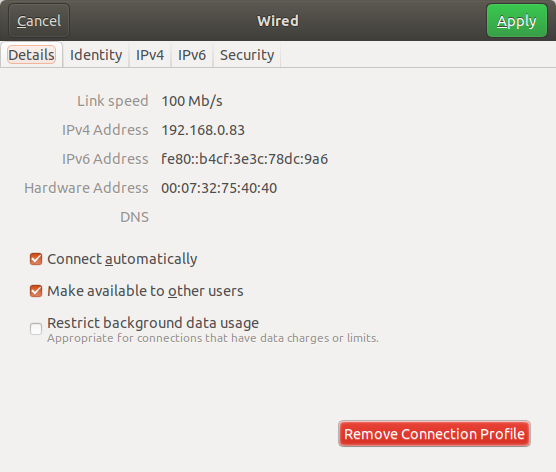 Cancel
Wired
Apply
Details Identity IPv4 IPv6 Security
Link speed 100 Mb/s
IPv4 Address 192.168.0.83
IPv6 Address fe80::b4cf:3e3c:78dc:9a6
Hardware Address 00:07:32:75:40:40
DNS
Connect automatically
Make available to other users
Restrict background data usage
Appropriate for connections that have data charges or limits.
Remove Connection Profile